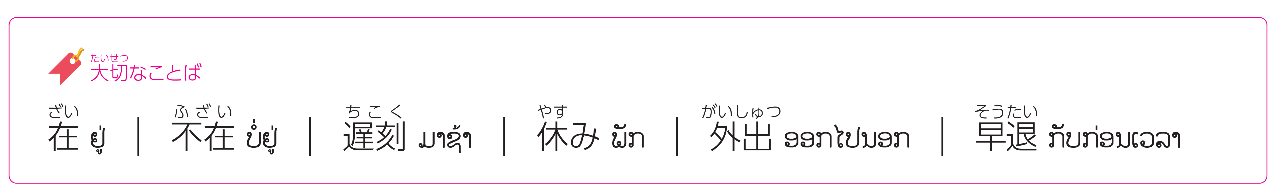 たいせつ
大切なことば
ざい ふざい ちこく やす がいしゅつ そうたい
在 ຢູ່ | 不在 ບໍ່ຢູ່ | 遅刻 ມາຊ້າ | 休み ພັກ | 外出 ອອກໄປນອກ | 早退 ກັບກ່ອນເວລາ